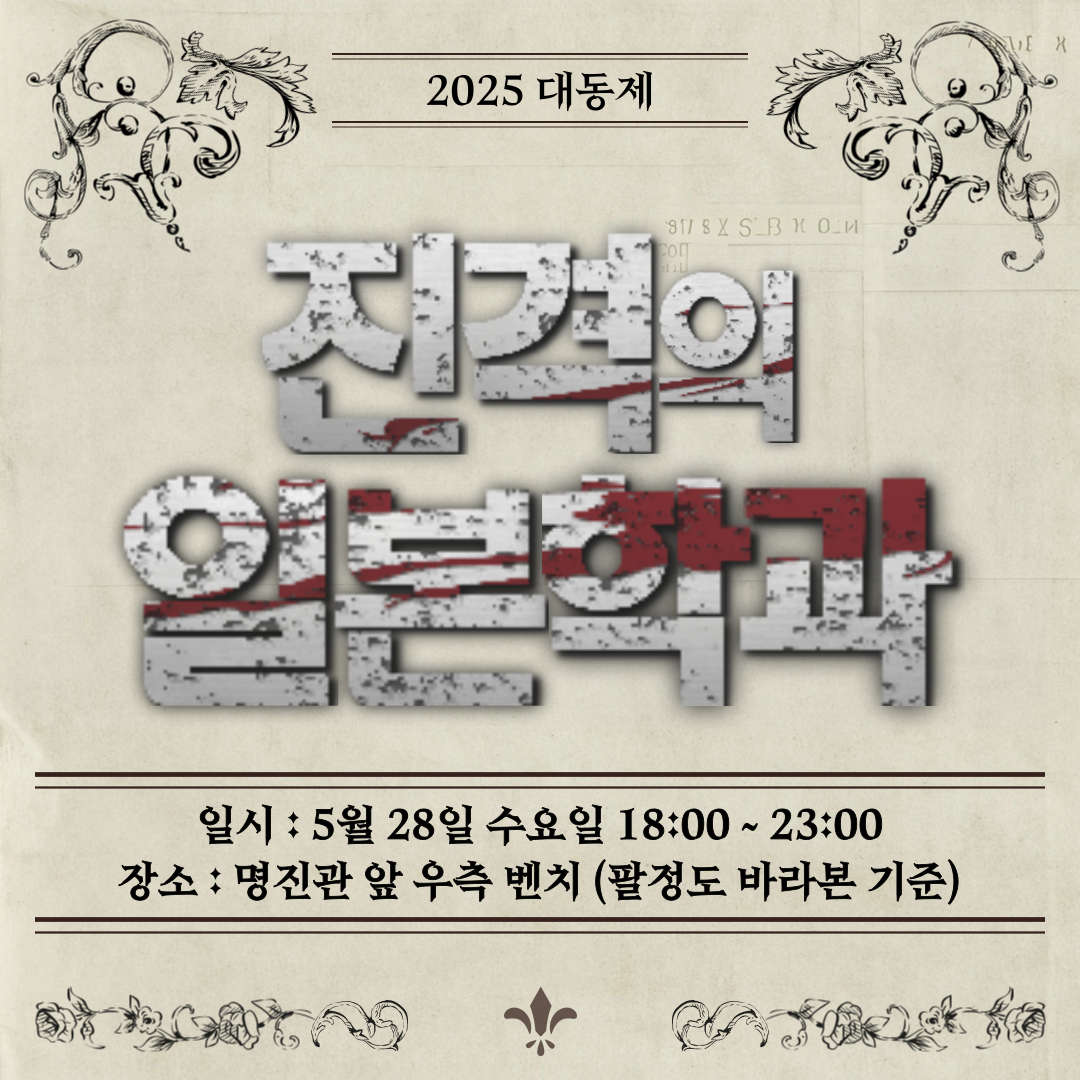 2025 대동제
진격의
일본학과
일시 : 5월 28일 수요일 18:00 ~ 23:00
장소 : 명진관 앞 우측 벤치 (팔정도 바라본 기준)